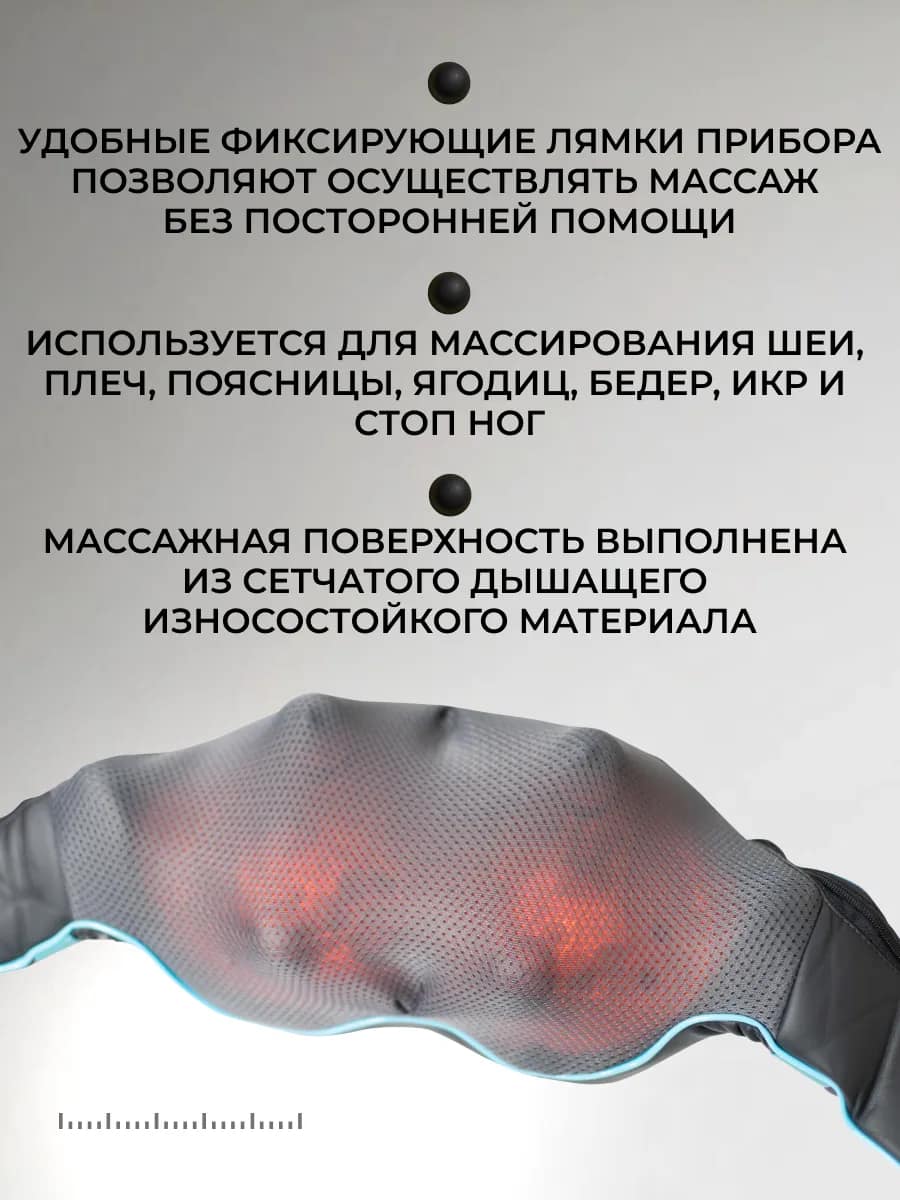 УДОБНЫЕ ФИКСИРУЮЩИЕ ЛЯМКИ ПРИБОРА
ПОЗВОЛЯЮТ ОСУЩЕСТВЛЯТЬ МАССАЖ
БЕЗ ПОСТОРОННЕЙ ПОМОЩИ
ИСПОЛЬЗУЕТСЯ ДЛЯ МАССИРОВАНИЯ ШЕИ,
ПЛЕЧ, ПОЯСНИЦЫ, ЯГОДИЦ, БЕДЕР, ИКР И
СТОП НОГ
МАССАЖНАЯ ПОВЕРХНОСТЬ ВЫПОЛНЕНА
ИЗ СЕТЧАТОГО ДЫШАЩЕГО
ИЗНОСОСТОЙКОГО МАТЕРИАЛА